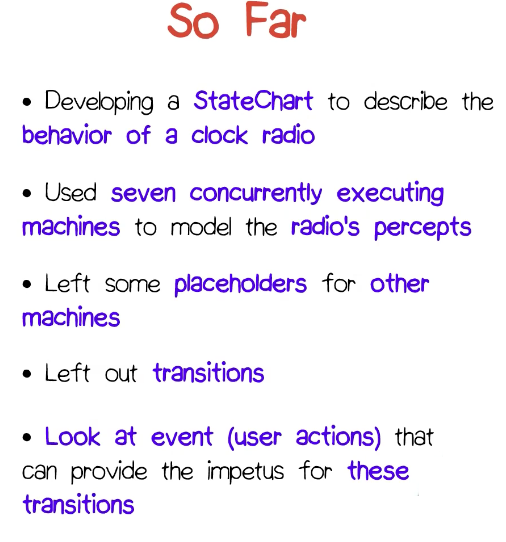 So Far
• Developing a StateChart to describe the
behavior of a clock radio
• Used seven concurrently executing
machines to model the radio's percepts
• Left some placeholders for other
machines
• Left out transitions
• Look at event (user actions) that
can provide the impetus for these
transitions